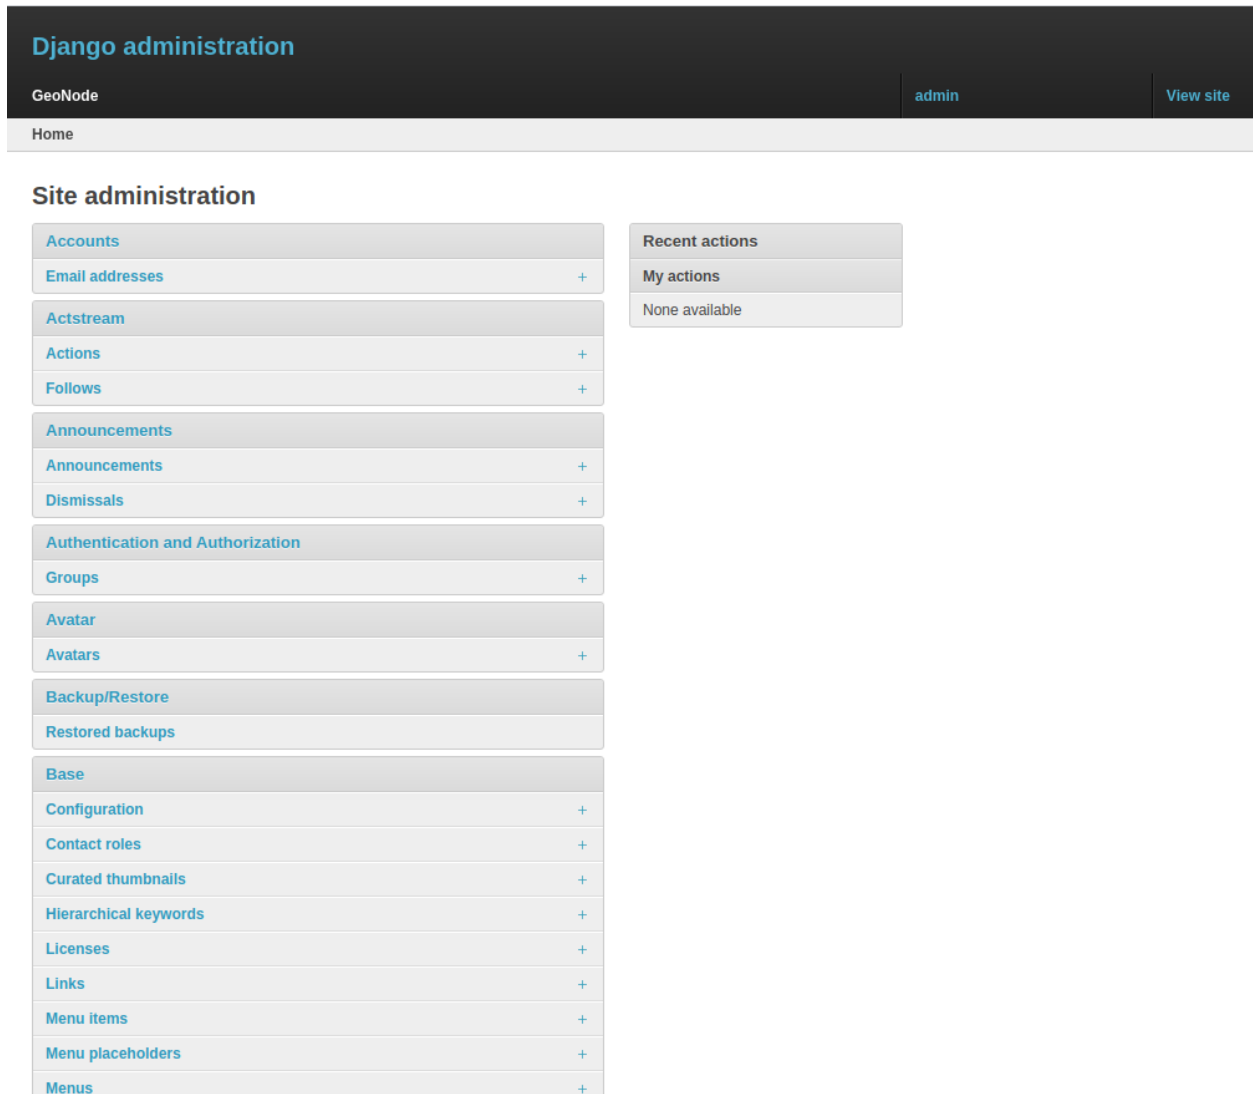 Django administration
GeoNode
admin
View site
Home
Site administration
Accounts
Email addresses +
Actstream
Actions +
Follows +
Announcements
Announcements +
Dismissals +
Authentication and Authorization
Groups +
Avatar
Avatars +
Backup/Restore
Restored backups
Base
Configuration +
Contact roles +
Curated thumbnails +
Hierarchical keywords +
Licenses +
Links +
Menu items +
Menu placeholders +
Menus +
Recent actions
My actions
None available